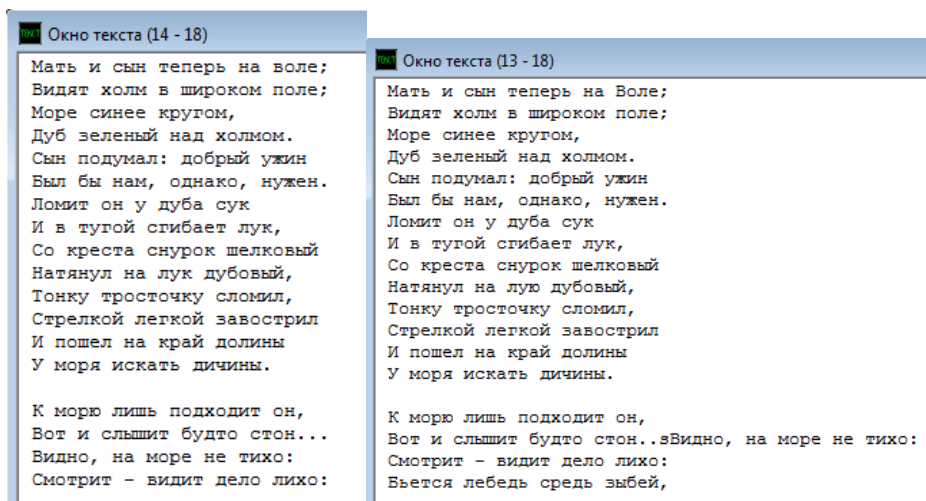 Окно текста (14 - 18)
Мать и сын теперь на воле;
Видят холм в широком поле;
Море синее кругом,
Дуб зеленый над холмом.
Сын подумал: добрый ужин
Был бы нам, однако, нужен.
Ломит он у дуба сук
И в тугой сгибает лук,
Со креста снурок шелковый
Натянул на лук дубовый,
Тонку тросточку сломил,
Стрелкой легкой завострил
И пошел на край долины
У моря искать дичины.
К морю лишь подходит он,
Вот и слышит будто стон...
Видно, на море не тихо:
Смотрит - видит дело лихо:
Окно текста (13 - 18)
Мать и сын теперь на Воле;
Видят холм в широком поле;
Море синее кругом,
Дуб зеленый над холмом.
Сын подумал: добрый ужин
Был бы нам, однако, нужен.
Ломит он у дуба сук
И в тугой сгибает лук,
Со креста снурок шелковый
Натянул на лую дубовый,
Тонку тросточку сломил,
Стрелкой легкой завострил
И пошел на край долины
У моря искать дичины.
К морю лишь подходит он,
Вот и слышит будто стон..sВидно, на море не тихо:
Смотрит - видит дело лихо:
Вьется лебедь средь зыбей,